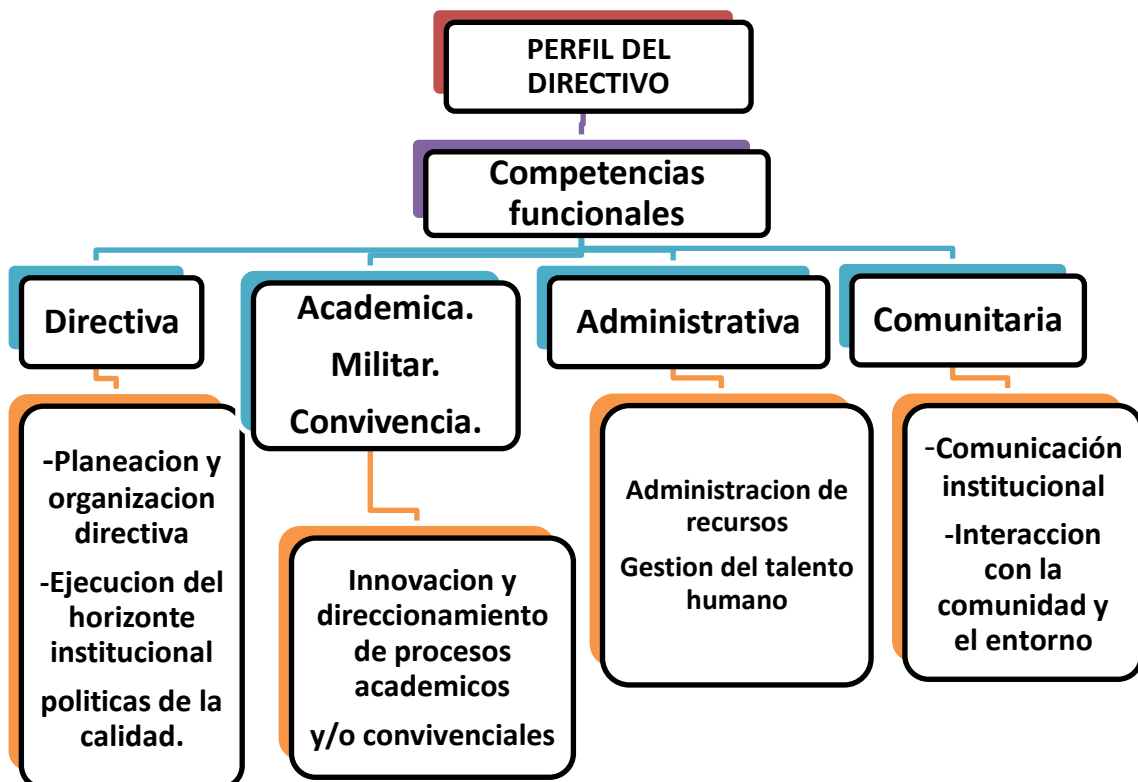 PERFIL DEL
DIRECTIVO
Competencias
funcionales
Directiva
Academica.
Militar.
Convivencia.
Administrativa
Comunitaria
-Planeacion y
organizacion
directiva
-Ejecucion del
horizonte
institucional
politicas de la
calidad.
Innovacion y
direccionamiento
de procesos
academicos
y/o convivenciales
Administracion de
recursos
Gestion del talento
humano
-Comunicación
institucional
-Interaccion
con la
comunidad y
el entorno